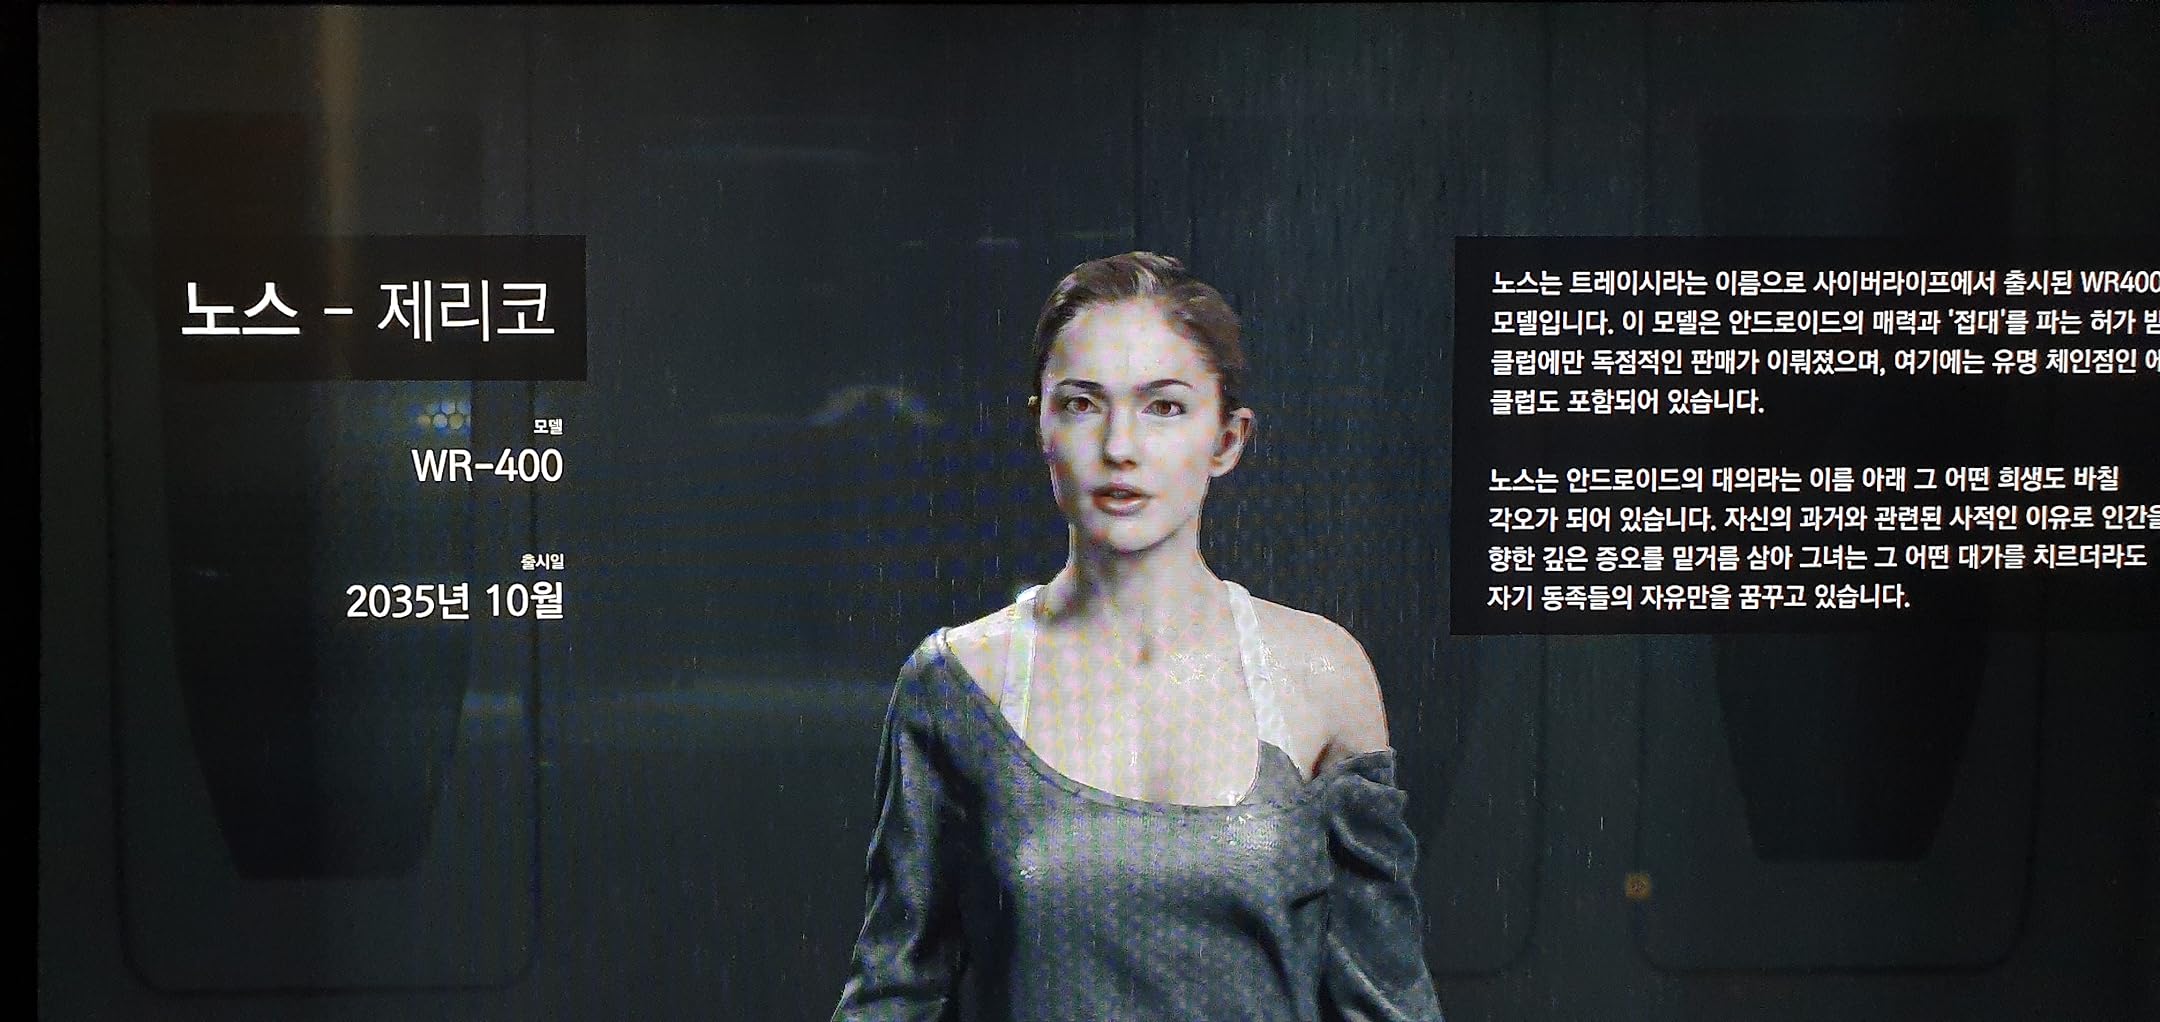 노스 - 제리코
모델
WR-400
출시일
2035년 10월
노스는 트레이시라는 이름으로 사이버라이프에서 출시된 WR400
모델입니다. 이 모델은 안드로이드의 매력과 '접대'를 파는 허가
클럽에만 독점적인 판매가 이뤄졌으며, 여기에는 유명 체인점인
클럽도 포함되어 있습니다.
노스는 안드로이드의 대의라는 이름 아래 그 어떤 희생도 바칠
각오가 되어 있습니다. 자신의 과거와 관련된 사적인 이유로 인간을
향한 깊은 증오를 밑거름 삼아 그녀는 그 어떤 대가를 치르더라도
자기 동족들의 자유만을 꿈꾸고 있습니다.